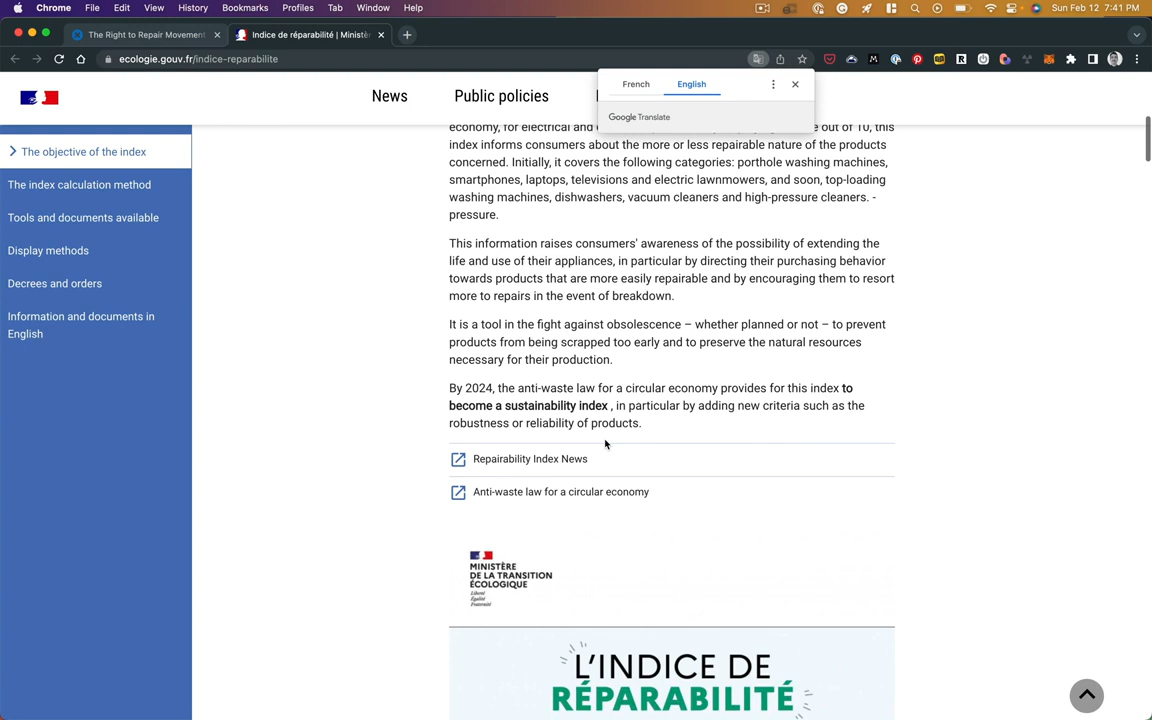 Chrome File Edit View History Bookmarks Profiles Tab Window Help Sun Feb 12 7:41 PM
The Right to Repair Movement
Indice de réparabilité | Ministè
ecologie.gouv.fr/indice-reparabilite
French English
Google Translate
News Public policies
The objective of the index
The index calculation method
Tools and documents available
Display methods
Decrees and orders
Information and documents in
English
economy, for electrical and e out of 10, this
index informs consumers about the more or less repairable nature of the products
concerned. Initially, it covers the following categories: porthole washing machines,
smartphones, laptops, televisions and electric lawnmowers, and soon, top-loading
washing machines, dishwashers, vacuum cleaners and high-pressure cleaners. -
pressure.
This information raises consumers' awareness of the possibility of extending the
life and use of their appliances, in particular by directing their purchasing behavior
towards products that are more easily repairable and by encouraging them to resort
more to repairs in the event of breakdown.
It is a tool in the fight against obsolescence – whether planned or not – to prevent
products from being scrapped too early and to preserve the natural resources
necessary for their production.
By 2024, the anti-waste law for a circular economy provides for this index to
become a sustainability index , in particular by adding new criteria such as the
robustness or reliability of products.
Repairability Index News
Anti-waste law for a circular economy
MINISTÈRE
DE LA TRANSITION
ÉCOLOGIQUE
Liberté
Égalité
Fraternité
L'INDICE DE
RÉPARABILITÉ